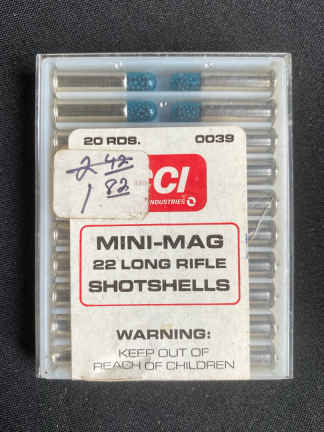 20 RDS. 0039
2 42
1 82
CCI
INDUSTRIES
MINI-MAG
22 LONG RIFLE
SHOTSHELLS
WARNING:
KEEP OUT OF
REACH OF CHILDREN